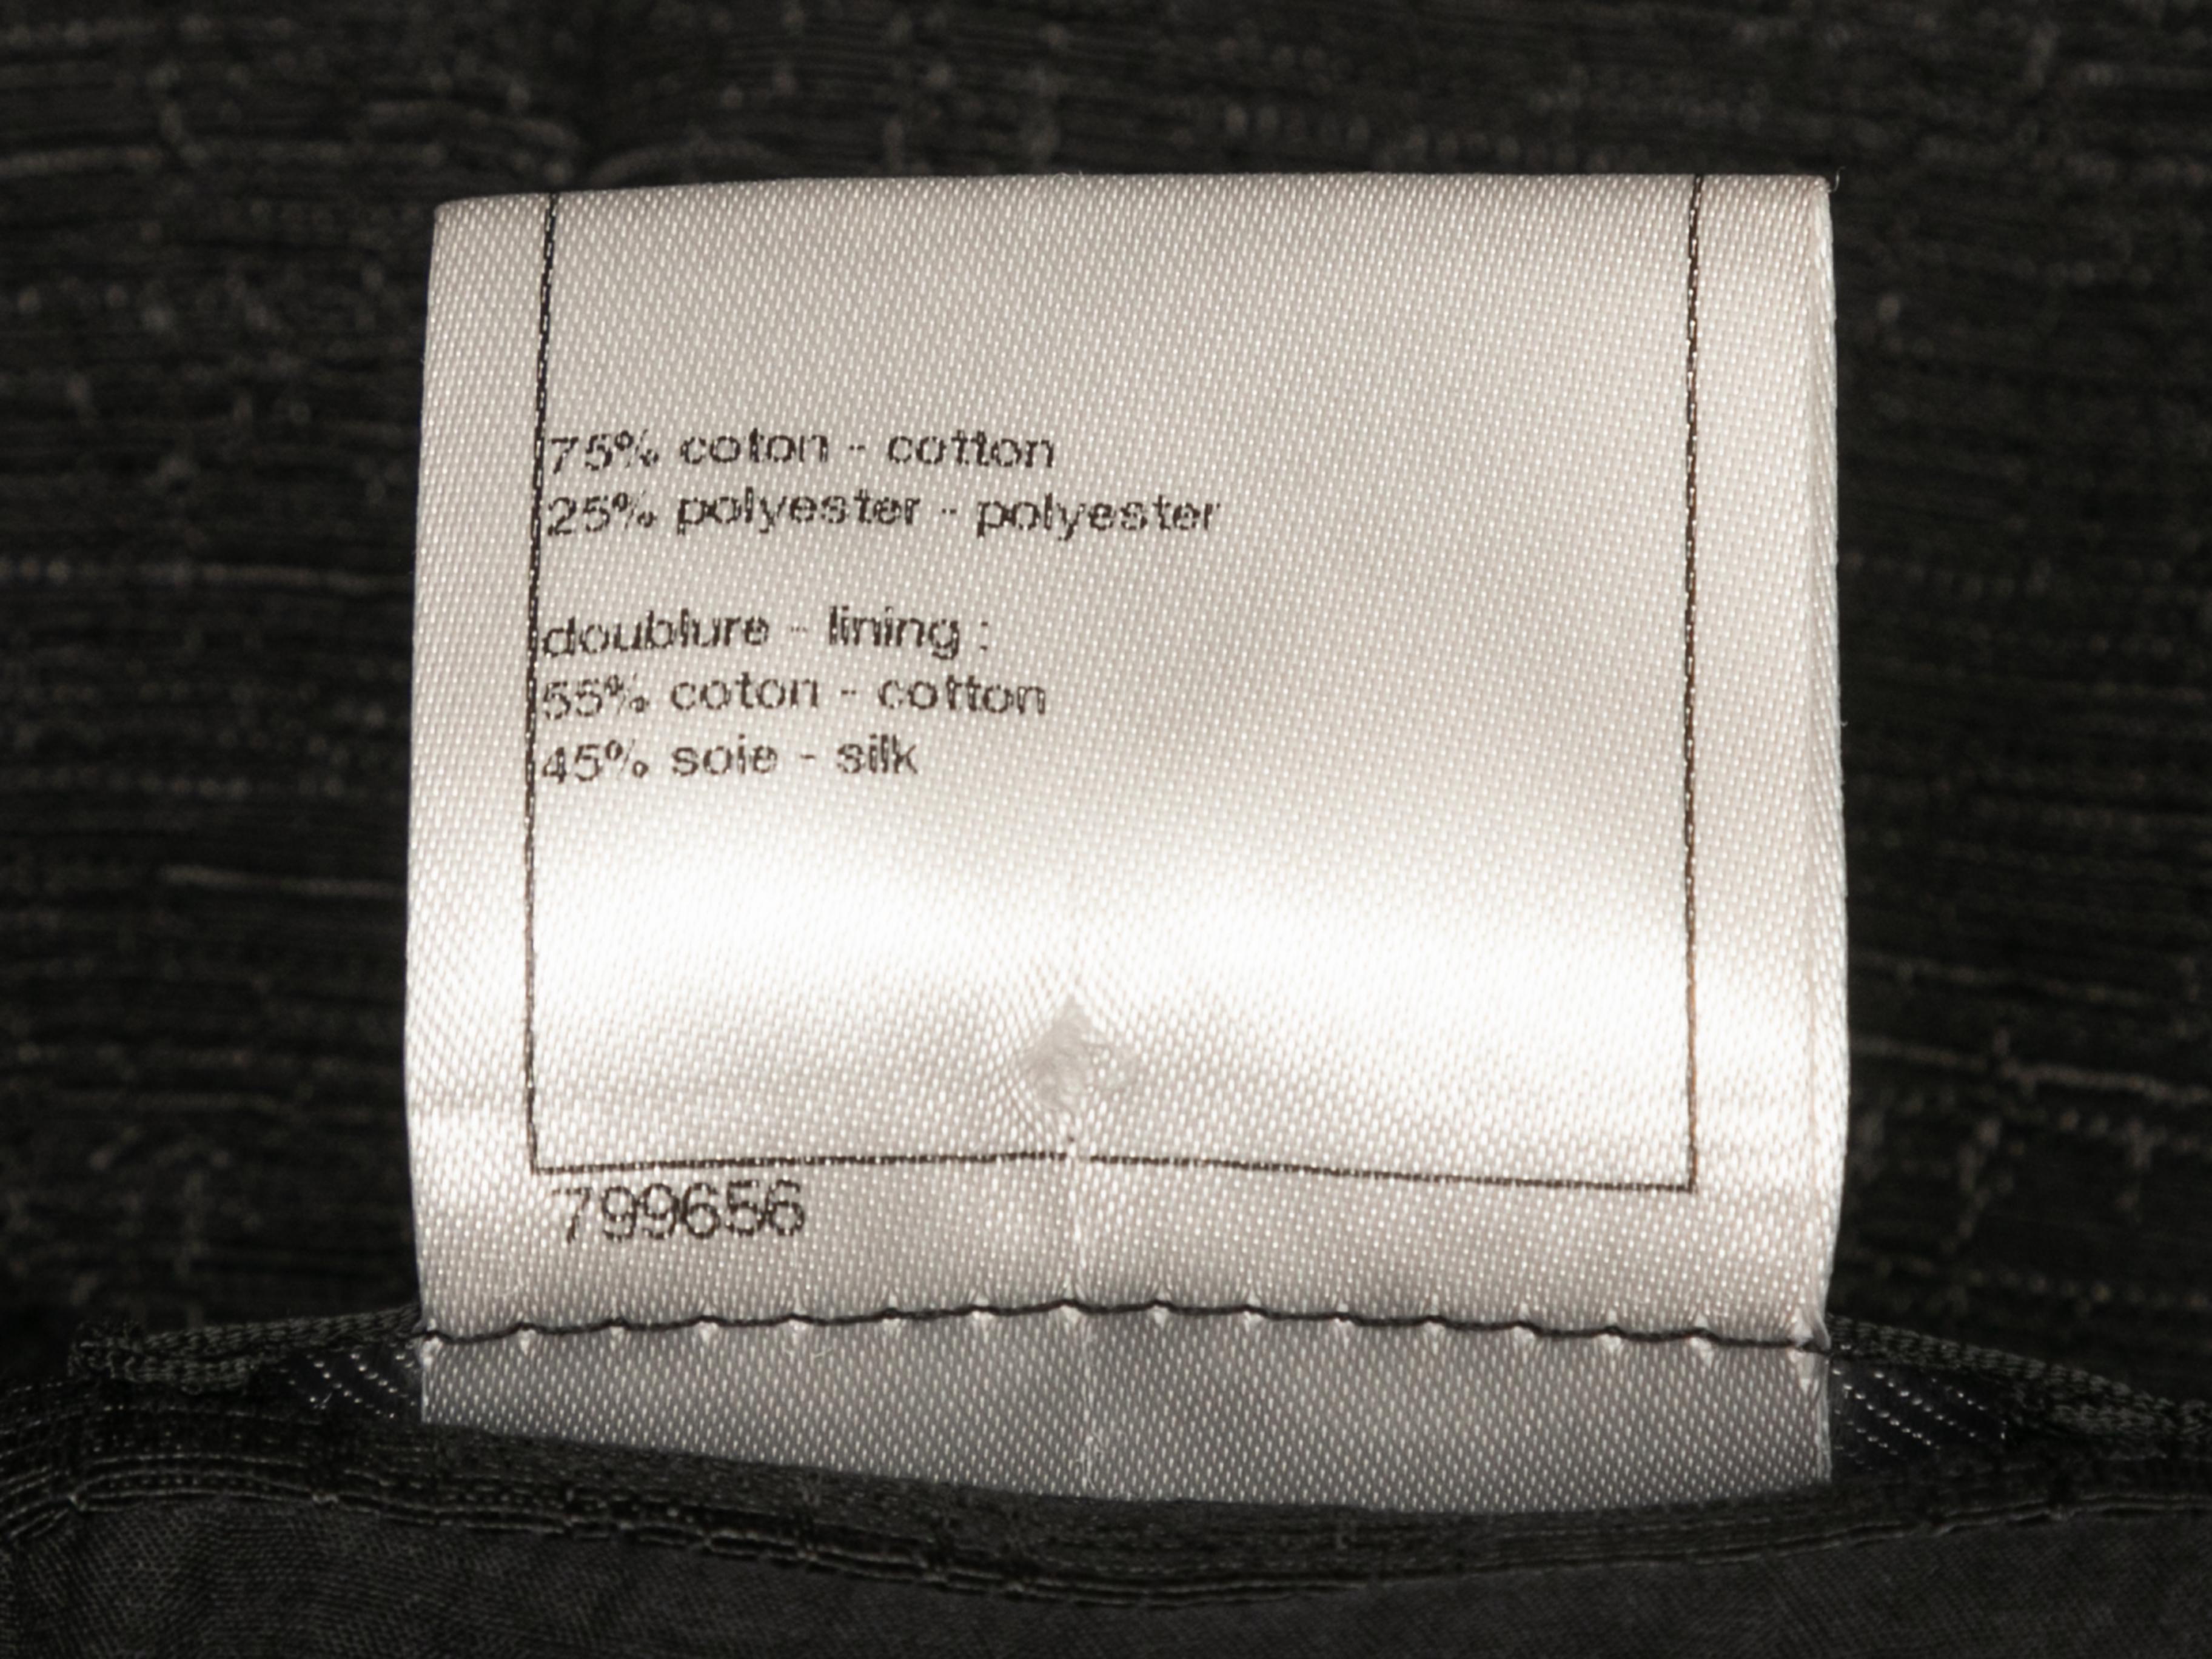 75% coton - cotton
25% polyester - polyester
doublure - lining :
55% coton - cotton
45% soie - silk
799656